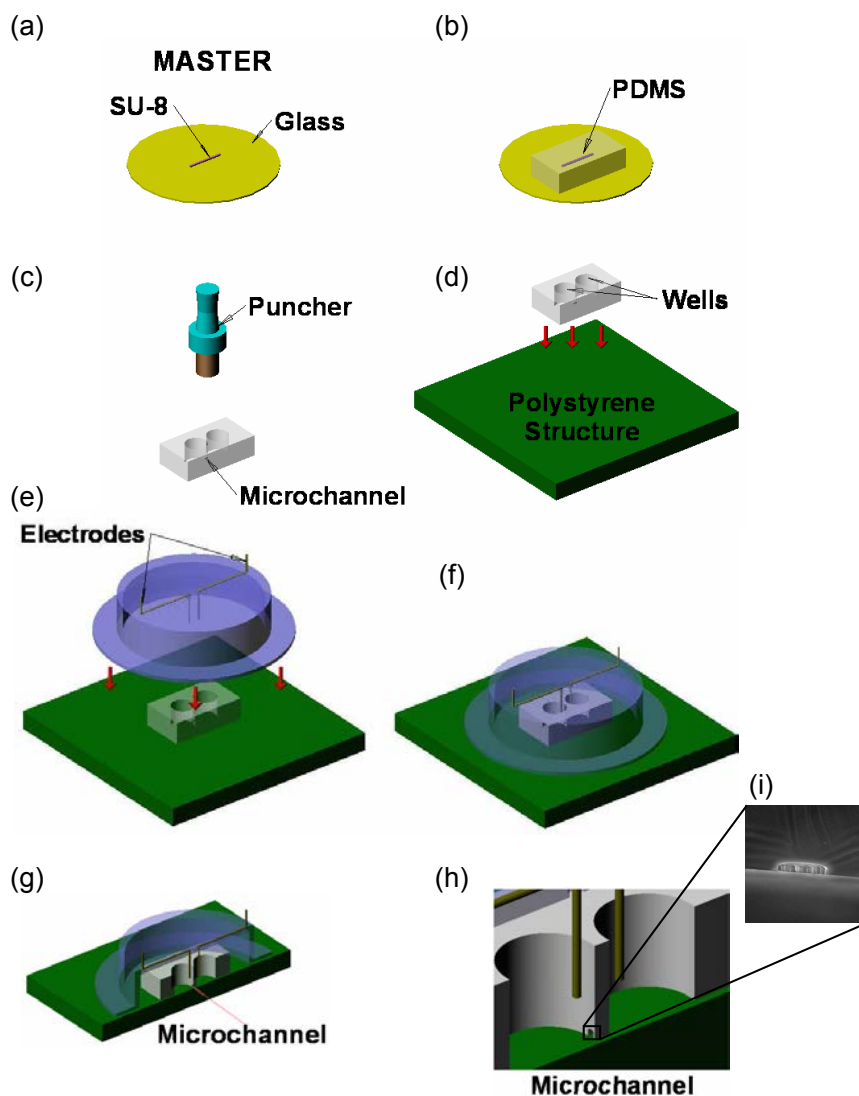 (a)
MASTER
SU-8
Glass
(b)
PDMS
(c)
Puncher
Microchannel
(d)
Wells
Polystyrene
Structure
(e)
Electrodes
(f)
(g)
Microchannel
(h)
Microchannel
(i)